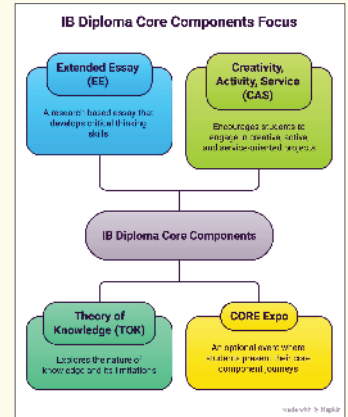 IB Diploma Core Components Focus
Extended Essay
(EE)
A research-based essay that
develops critical thinking
skills
Creativity,
Activity, Service
(CAS)
Encourages students to
engage in creative, active,
and service-oriented projects
IB Diploma Core Components
Theory of
Knowledge (TOK)
Explores the nature of
knowledge and its limitations
CORE Expo
An optional event where
students present their core
component journeys
made with Napkin